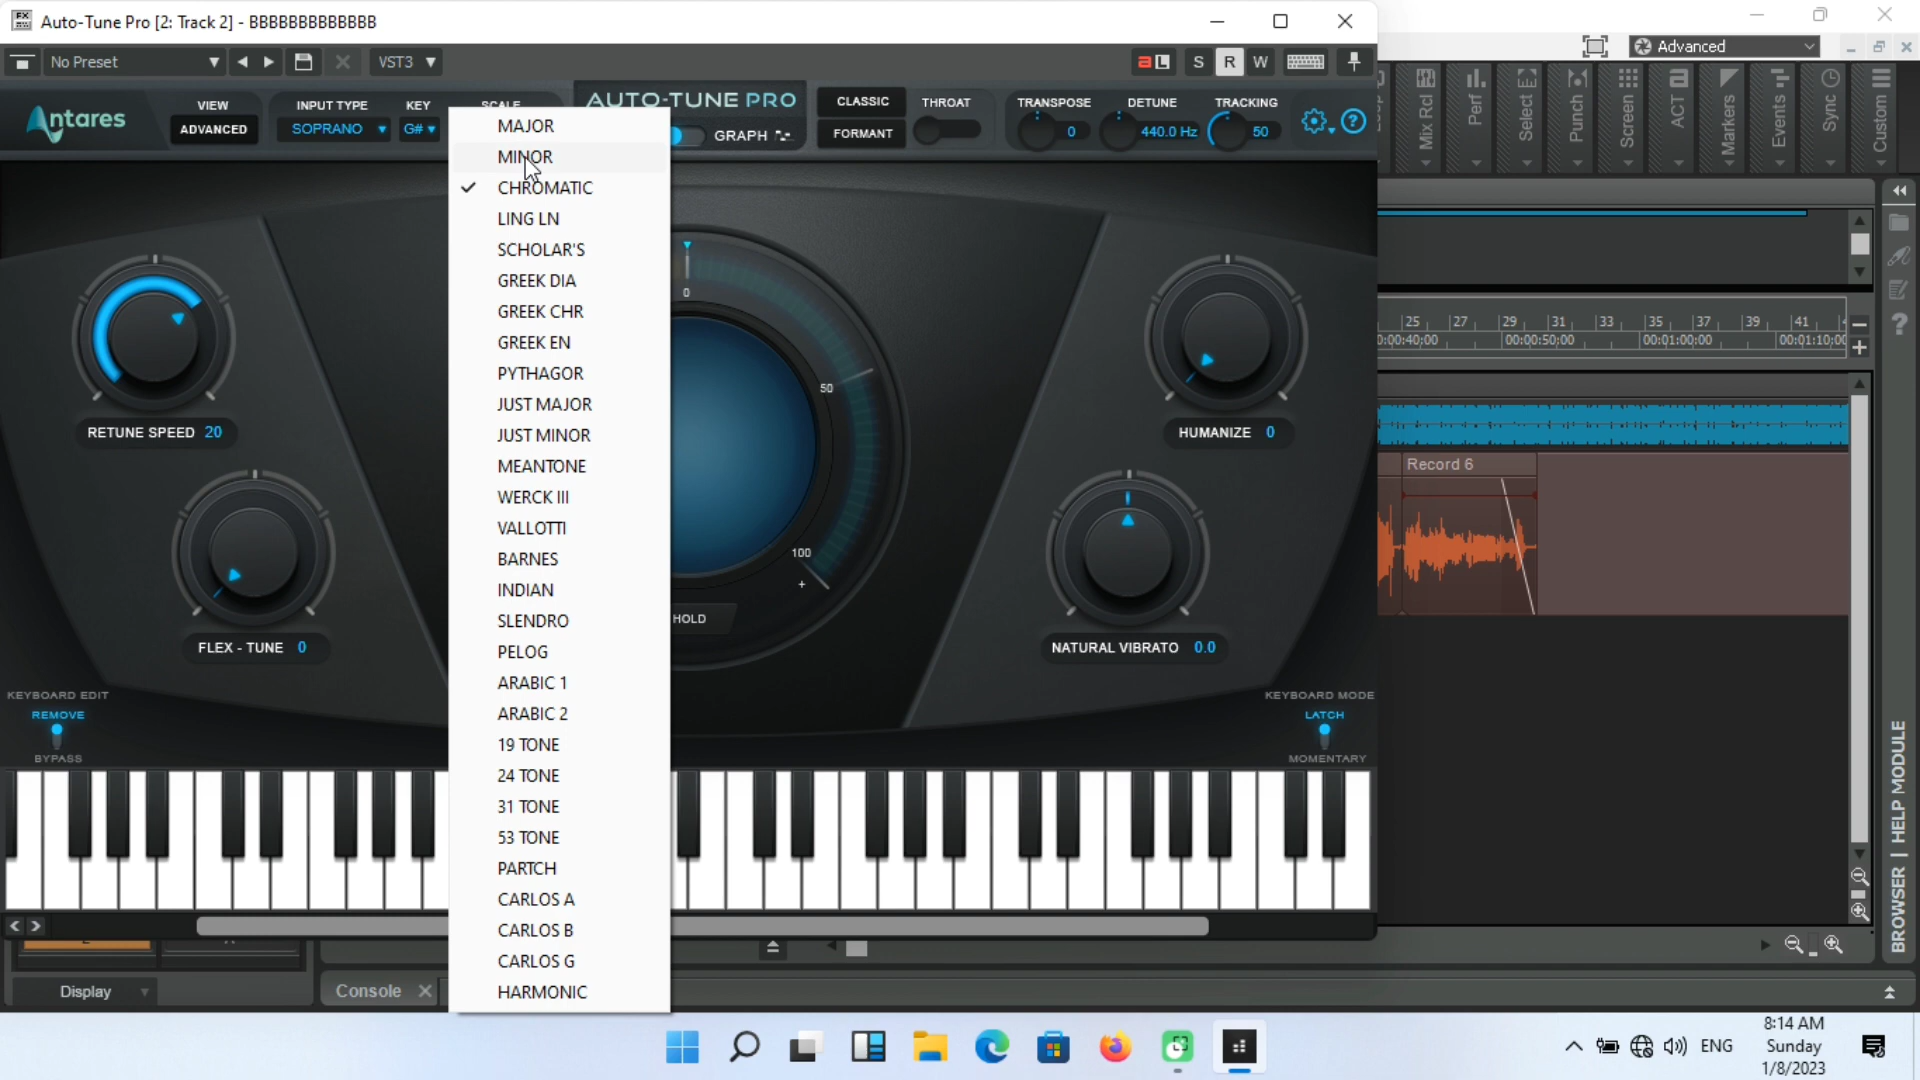 Auto-Tune Pro [2: Track 2] - BBBBBBBBBBBBB
Advanced
No Preset
VST3
aL S R W
Antares
VIEW
ADVANCED
INPUT TYPE
SOPRANO
KEY
G#
SCALE
AUTO-TUNE PRO
GRAPH
CLASSIC
FORMANT
THROAT
TRANSPOSE
0
DETUNE
440.0 Hz
TRACKING
50
Mix Rcl
Perf
Select
Punch
Screen
ACT
Markers
Events
Sync
Custom
MAJOR
MINOR
CHROMATIC
LING LN
SCHOLAR'S
GREEK DIA
GREEK CHR
GREEK EN
PYTHAGOR
JUST MAJOR
JUST MINOR
MEANTONE
WERCK III
VALLOTTI
BARNES
INDIAN
SLENDRO
PELOG
ARABIC 1
ARABIC 2
19 TONE
24 TONE
31 TONE
53 TONE
PARTCH
CARLOS A
CARLOS B
CARLOS G
HARMONIC
RETUNE SPEED 20
FLEX - TUNE 0
0
50
100
+
HOLD
HUMANIZE 0
NATURAL VIBRATO 0.0
KEYBOARD EDIT
REMOVE
BYPASS
KEYBOARD MODE
LATCH
MOMENTARY
25 27 29 31 33 35 37 39 41
0:00:40;00 00:00:50;00 00:01:00;00 00:01:10;00
Record 6
BROWSER | HELP MODULE
Display
Console
ENG
8:14 AM
Sunday
1/8/2023